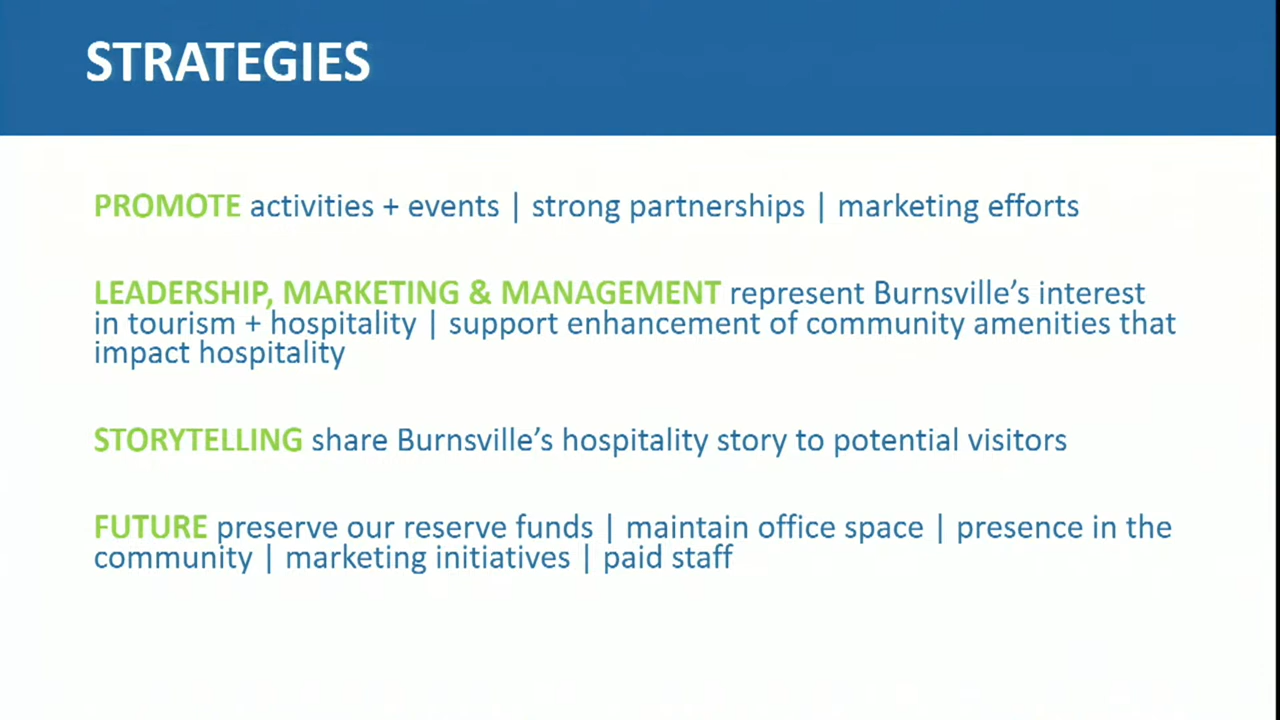 STRATEGIES
PROMOTE activities + events | strong partnerships | marketing efforts
LEADERSHIP, MARKETING & MANAGEMENT represent Burnsville’s interest
in tourism + hospitality | support enhancement of community amenities that
impact hospitality
STORYTELLING share Burnsville’s hospitality story to potential visitors
FUTURE preserve our reserve funds | maintain office space | presence in the
community | marketing initiatives | paid staff